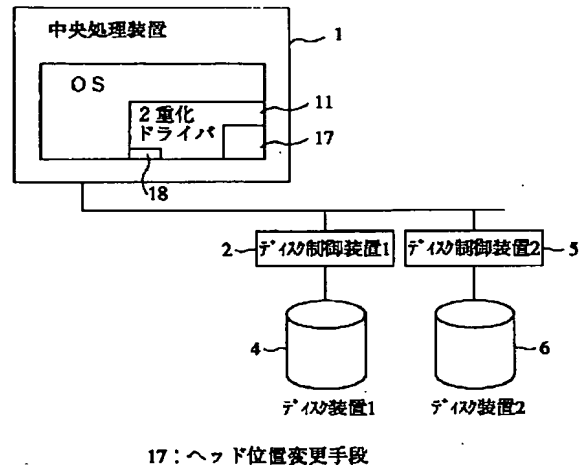 中央処理装置
1
OS
11
2重化
ドライバ
17
18
2
ディスク制御装置1
ディスク制御装置2
5
4
6
ディスク装置1
ディスク装置2
17:ヘッド位置変更手段